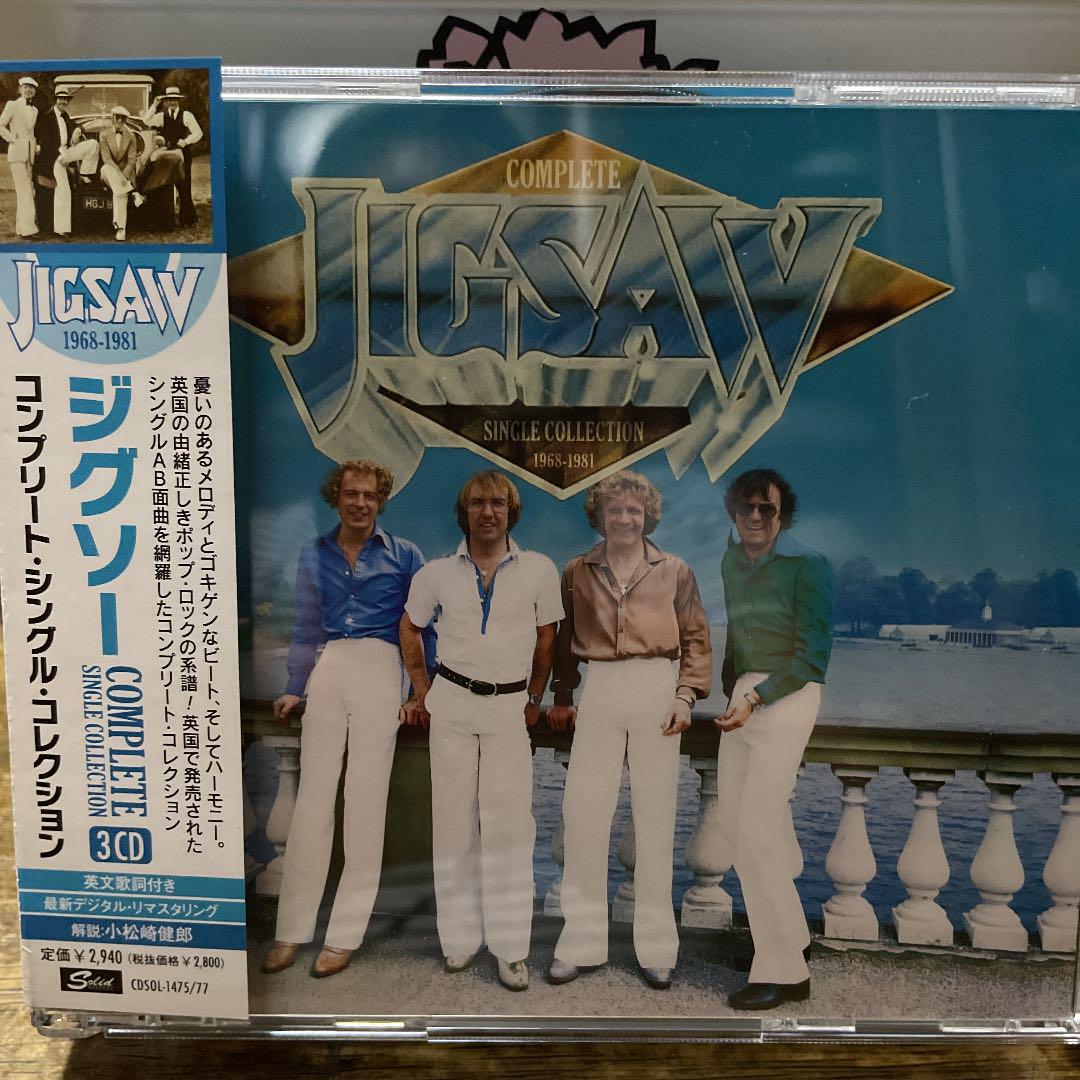 HGJ 8
JIGSAW
1968-1981
ジグソー
COMPLETE
SINGLE COLLECTION
3CD
コンプリート・シングル・コレクション
憂いのあるメロディとゴキゲンなビート、そしてハーモニー。
英国の由緒正しきポップ・ロックの系譜!英国で発売された
シングルAB面曲を網羅したコンプリート・コレクション
英文歌詞付き
最新デジタル・リマスタリング
解説:小松崎健郎
定価¥2,940(税抜価格¥2,800)
Solid
CDSOL-1475/77
COMPLETE
JIGSAW
SINGLE COLLECTION
1968-1981